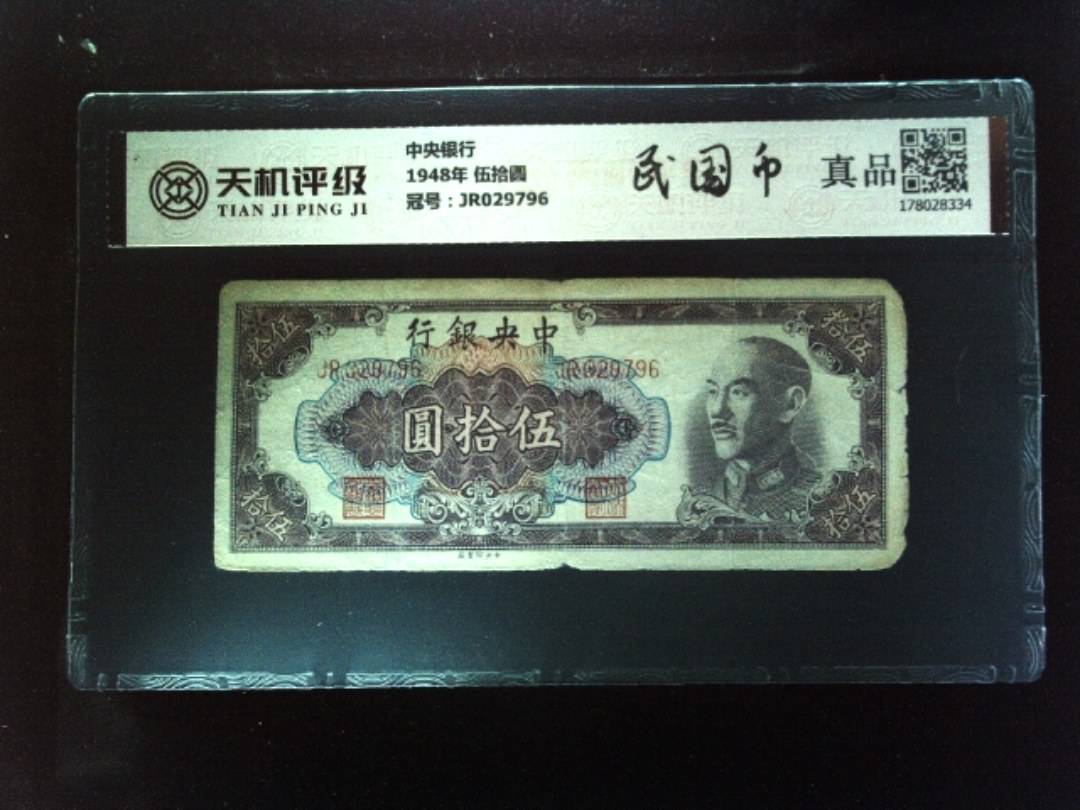 天机评级
TIAN JI PING JI
中央银行
1948年 伍拾圆
冠号：JR029796
民国币
真品
178028334
行銀央中
JR029796 JR029796
圓拾伍
拾伍
拾伍
拾伍
拾伍